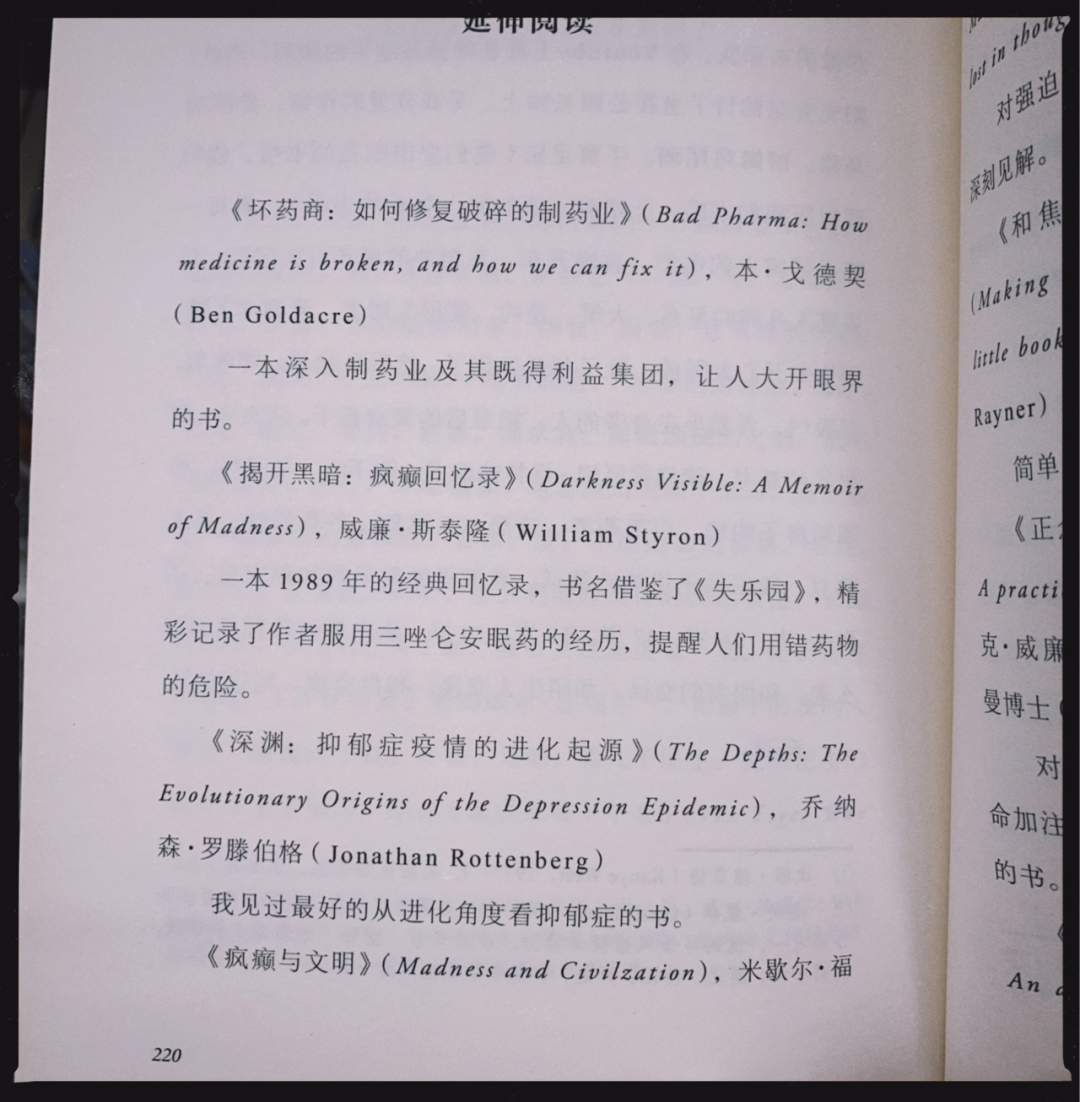 延伸阅读
《坏药商：如何修复破碎的制药业》(Bad Pharma: How
medicine is broken, and how we can fix it)，本·戈德契
(Ben Goldacre)
一本深入制药业及其既得利益集团，让人大开眼界
的书。
《揭开黑暗：疯癫回忆录》(Darkness Visible: A Memoir
of Madness)，威廉·斯泰隆(William Styron)
一本 1989 年的经典回忆录，书名借鉴了《失乐园》，精
彩记录了作者服用三唑仑安眠药的经历，提醒人们用错药物
的危险。
《深渊：抑郁症疫情的进化起源》(The Depths: The
Evolutionary Origins of the Depression Epidemic)，乔纳
森·罗滕伯格(Jonathan Rottenberg)
我见过最好的从进化角度看抑郁症的书。
《疯癫与文明》(Madness and Civilzation)，米歇尔·福
220
lost in thoug
对强迫
深刻见解。
《和焦
(Making
little book
Rayner)
简单
《正
A practi
克·威廉
曼博士
对
命加注
的书。
An